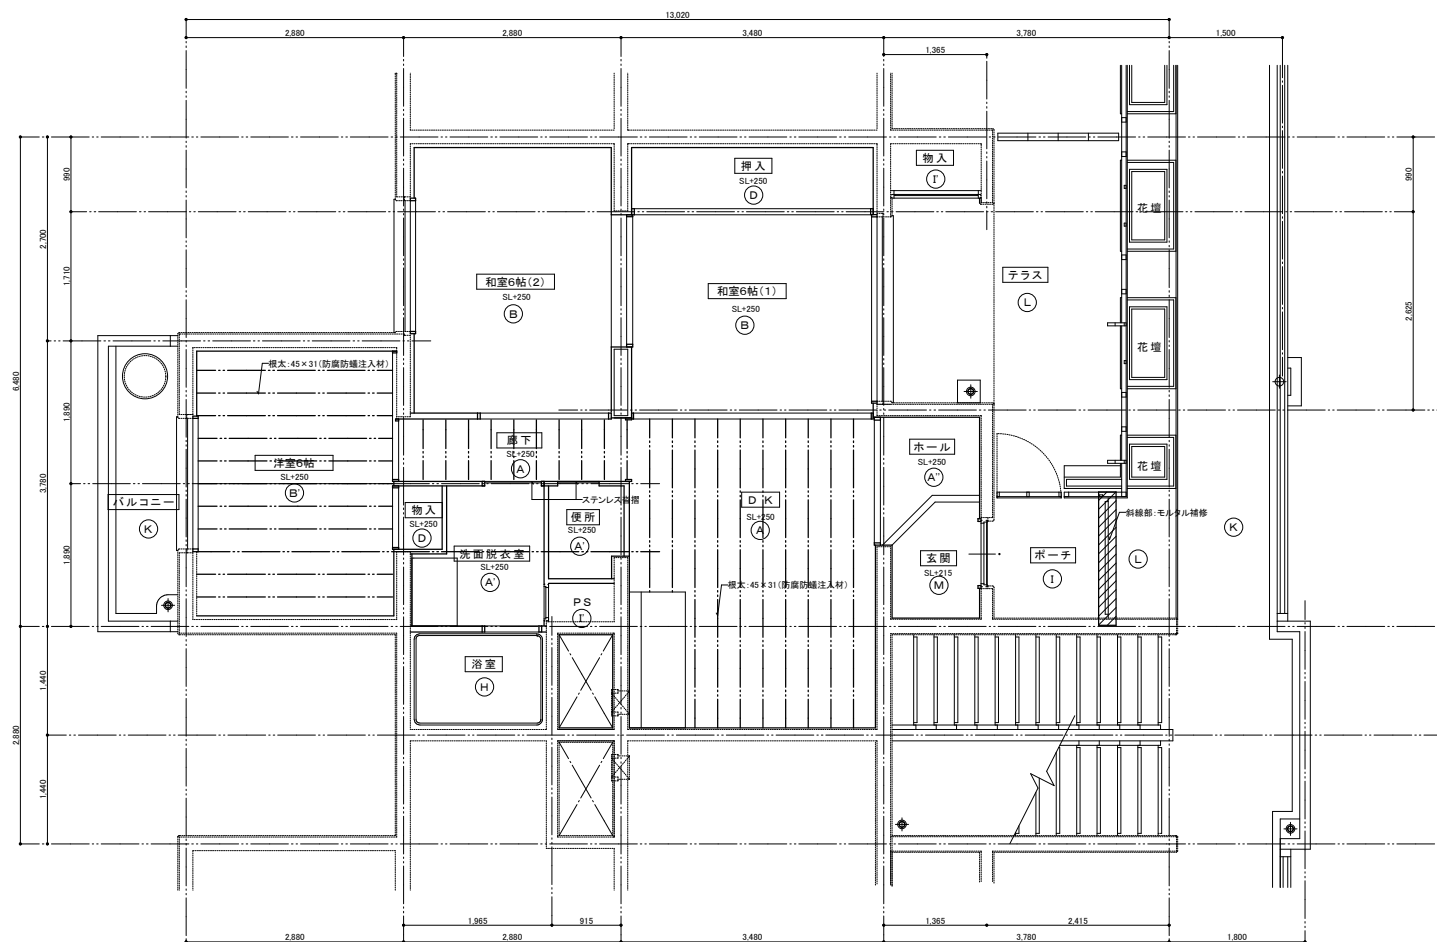 13,020
2,880
2,880
3,480
3,780
1,500
1,365
990
2,700
1,710
6,480
1,890
3,780
1,890
1,440
2,880
1,440
990
2,625
押入
SL+250
D
物入
I'
花壇
和室6帖(2)
SL+250
B
和室6帖(1)
SL+250
B
テラス
L
花壇
根太:45×31(防腐防蟻注入材)
廊下
SL+250
A
ホール
SL+250
A''
花壇
洋室6帖
SL+250
B'
バルコニー
K
ステンレス沓摺
物入
SL+250
D
便所
SL+250
A'
DK
SL+250
A
斜線部:モルタル補修
K
洗面脱衣室
SL+250
A'
玄関
SL+215
M
ポーチ
I
L
根太:45×31(防腐防蟻注入材)
PS
I'
浴室
H
1,965
915
1,365
2,415
2,880
2,880
3,480
3,780
1,800